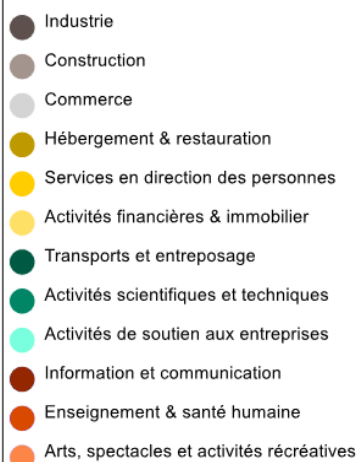 Industrie
Construction
Commerce
Hébergement & restauration
Services en direction des personnes
Activités financières & immobilier
Transports et entreposage
Activités scientifiques et techniques
Activités de soutien aux entreprises
Information et communication
Enseignement & santé humaine
Arts, spectacles et activités récréatives